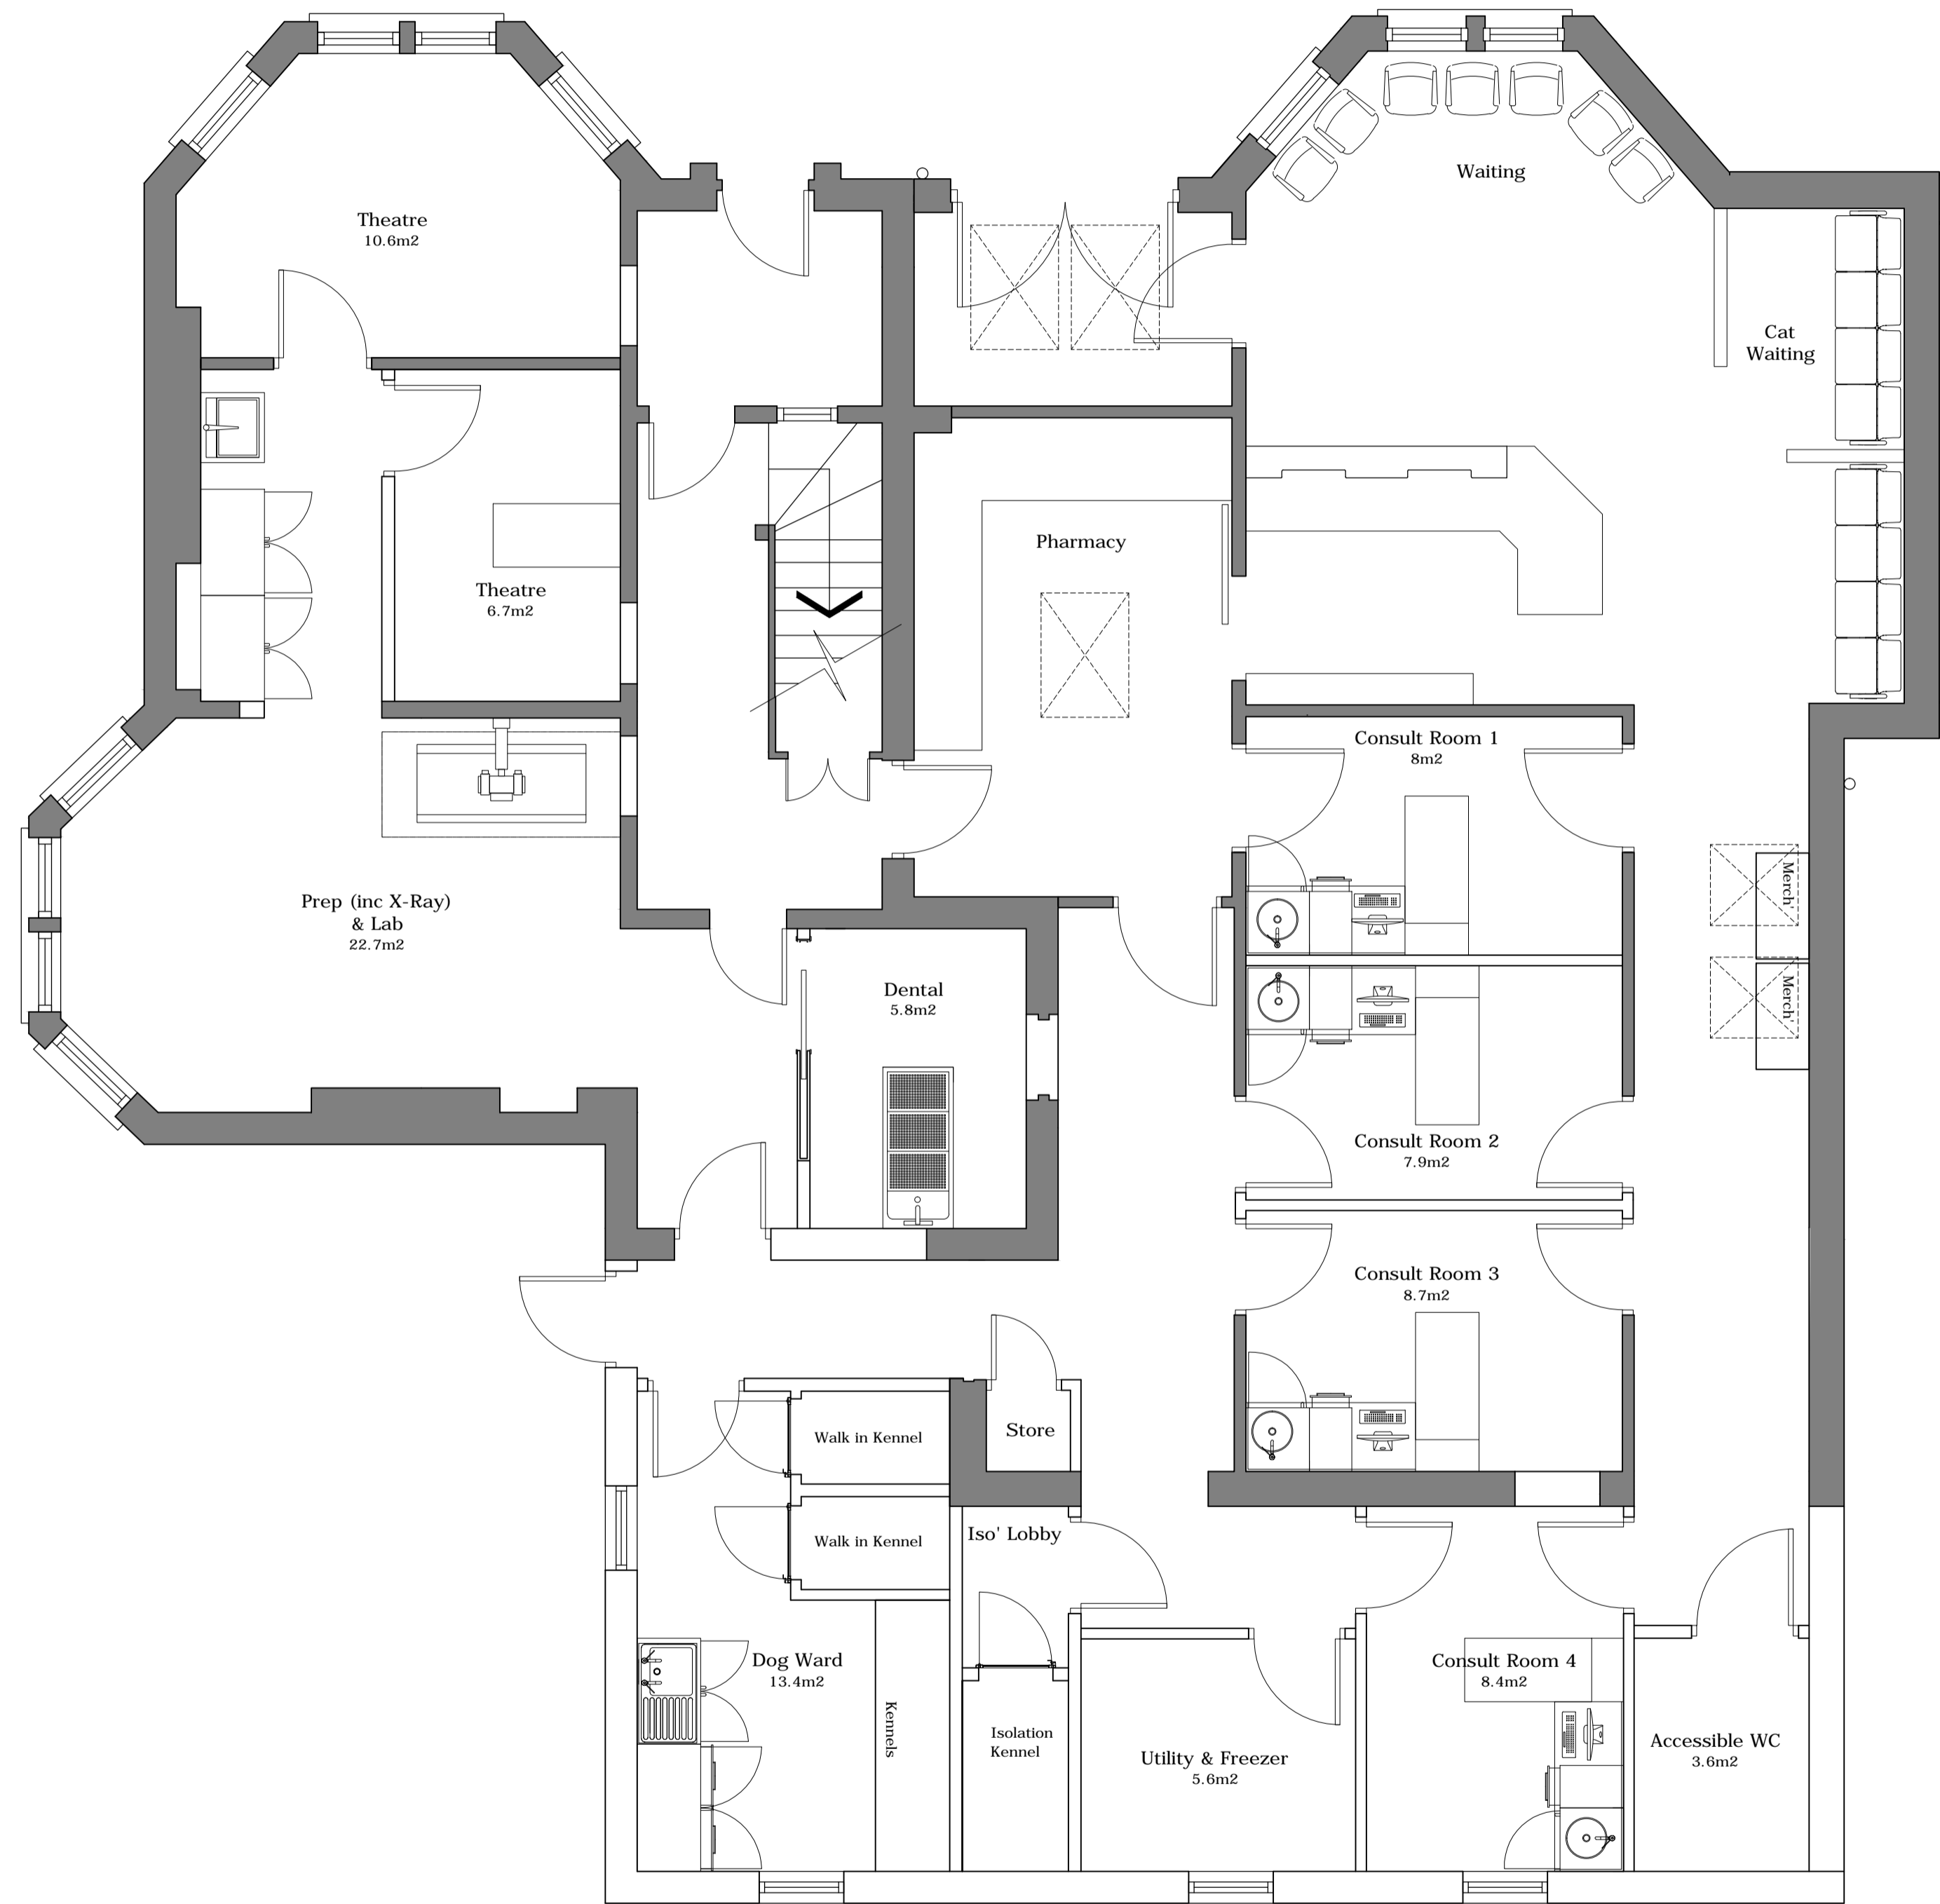 Waiting
Theatre
10.6m2
Cat
Waiting
Pharmacy
Theatre
6.7m2
Consult Room 1
8m2
Merch'
Prep (inc X-Ray)
& Lab
22.7m2
Dental
5.8m2
Merch'
Consult Room 2
7.9m2
Consult Room 3
8.7m2
Store
Walk in Kennel
Iso' Lobby
Walk in Kennel
Dog Ward
13.4m2
Kennels
Isolation
Kennel
Utility & Freezer
5.6m2
Consult Room 4
8.4m2
Accessible WC
3.6m2